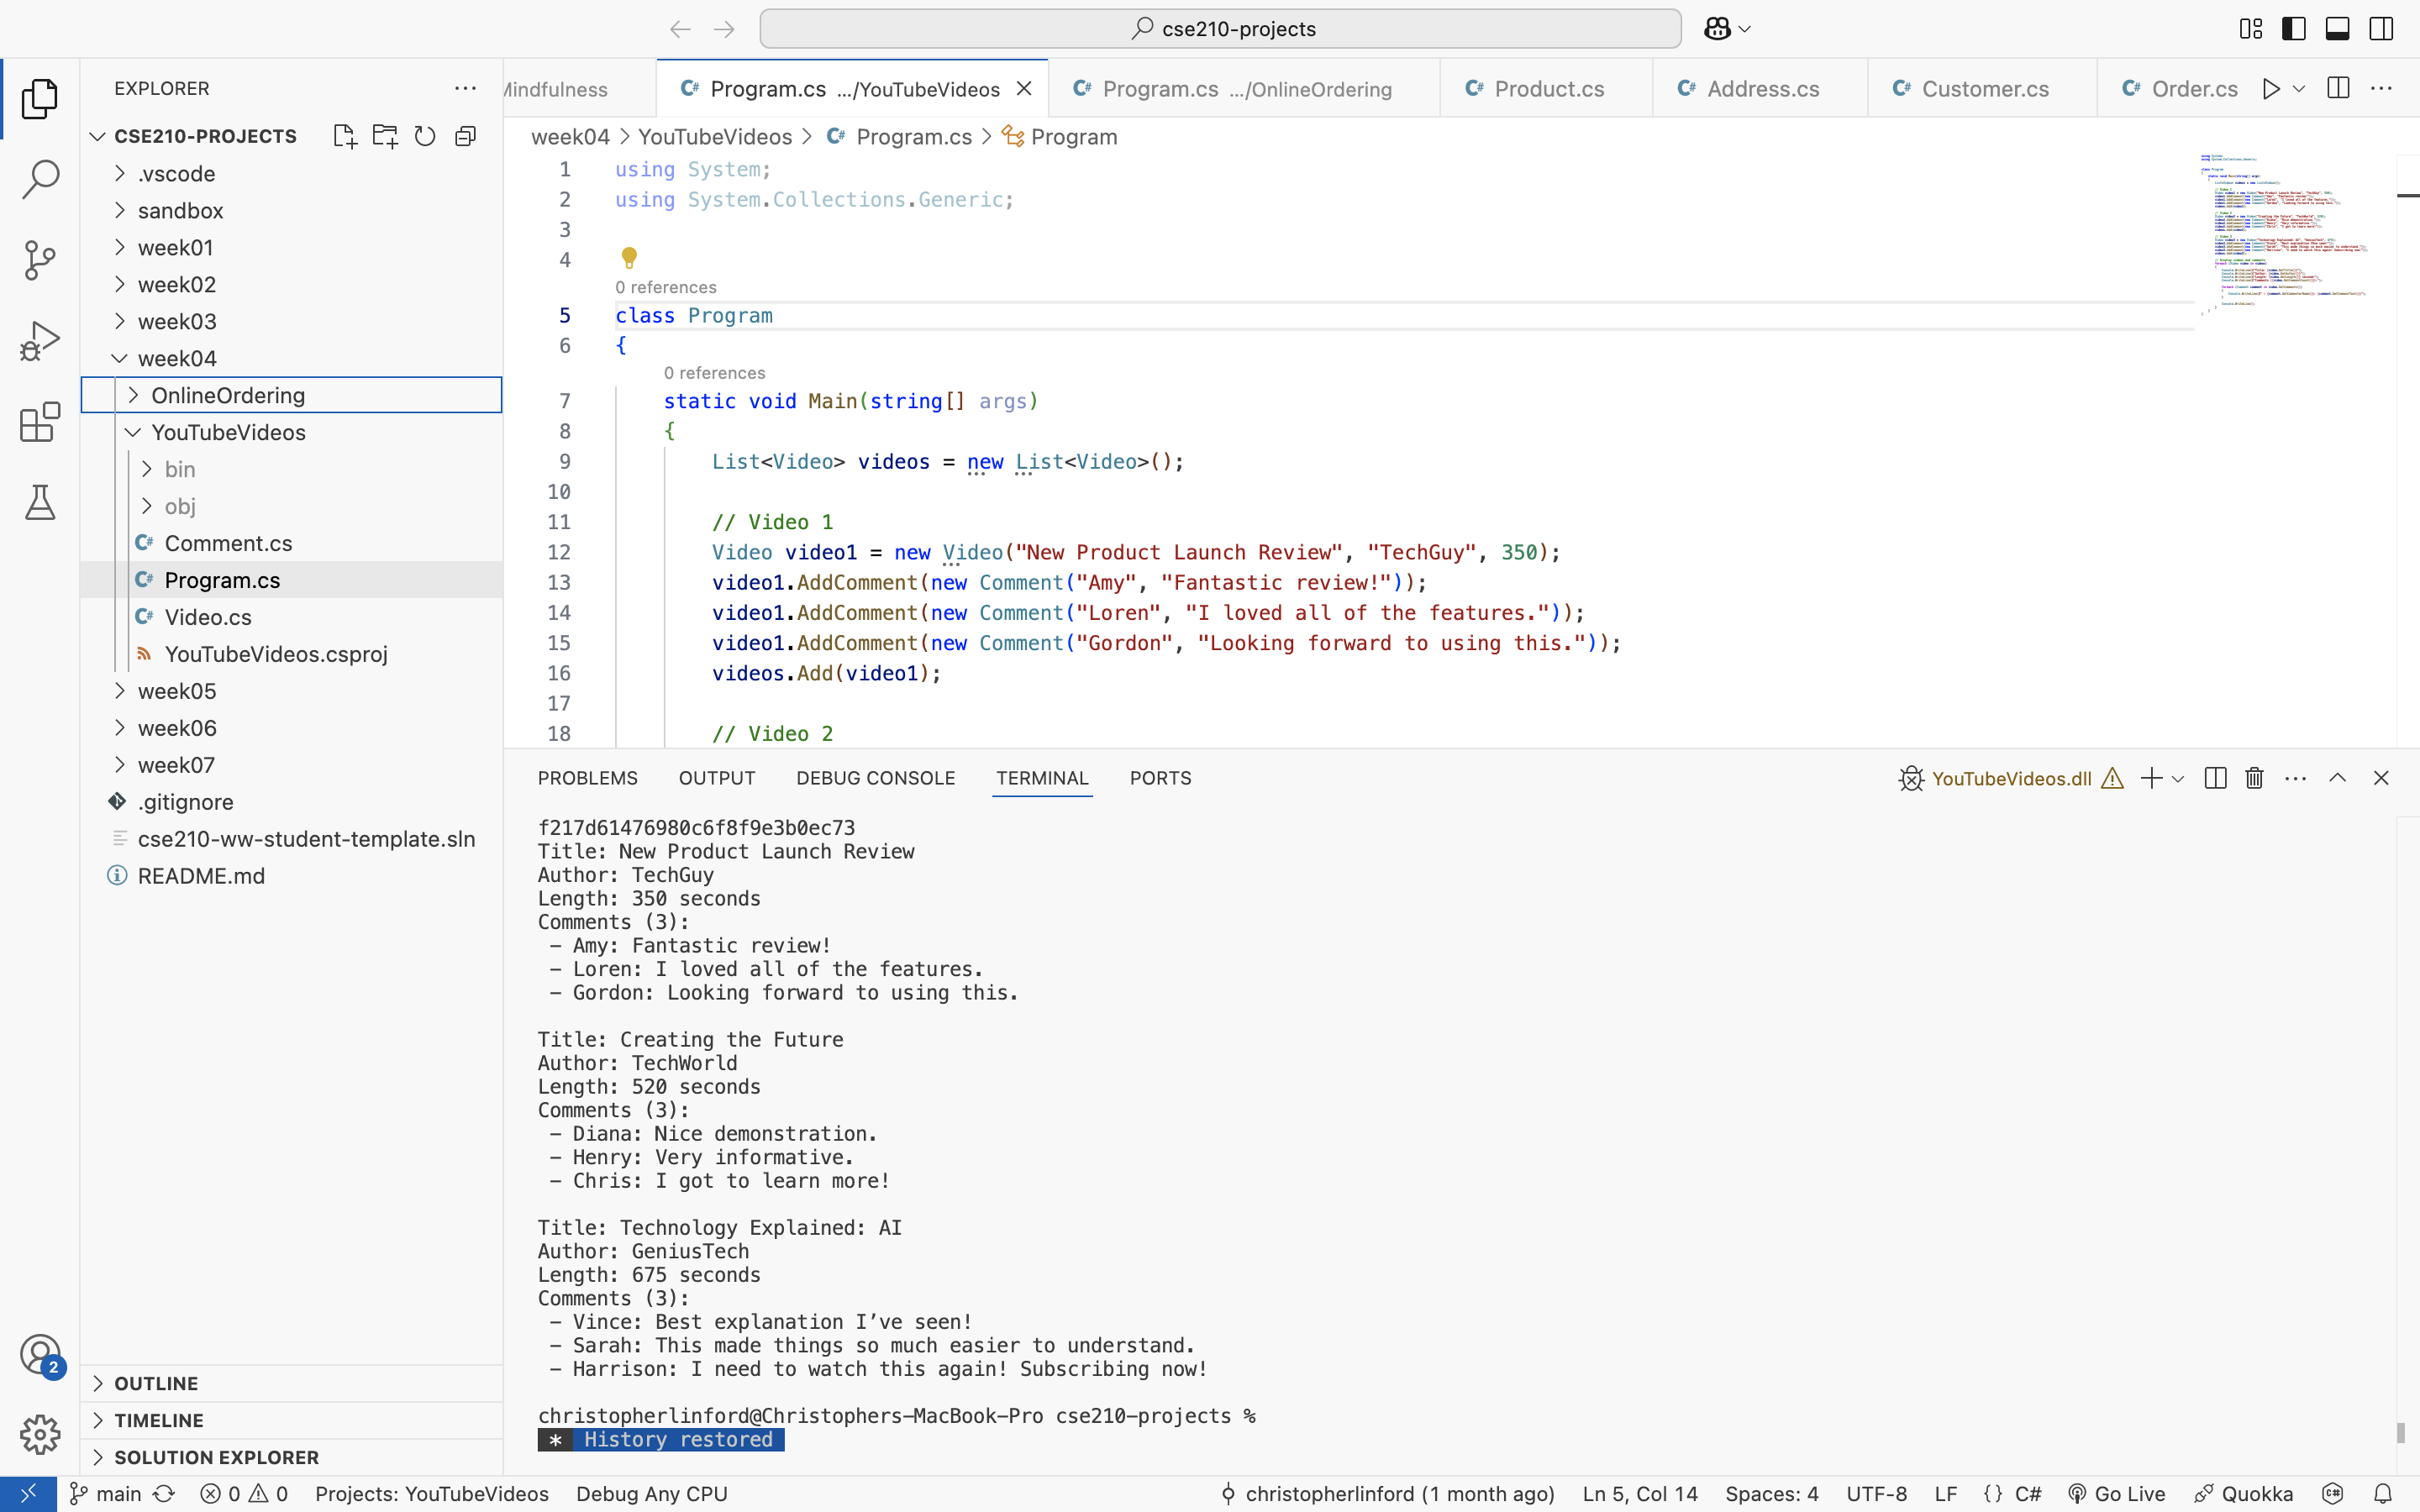 cse210-projects
EXPLORER
CSE210-PROJECTS
.vscode
sandbox
week01
week02
week03
week04
OnlineOrdering
YouTubeVideos
bin
obj
Comment.cs
Program.cs
Video.cs
YouTubeVideos.csproj
week05
week06
week07
.gitignore
cse210-ww-student-template.sln
README.md
OUTLINE
TIMELINE
SOLUTION EXPLORER
2
Mindfulness
Program.cs .../YouTubeVideos
Program.cs .../OnlineOrdering
Product.cs
Address.cs
Customer.cs
Order.cs
week04 > YouTubeVideos > Program.cs > Program
1 using System;
2 using System.Collections.Generic;
3
4
0 references
5 class Program
6 {
0 references
7 static void Main(string[] args)
8 {
9 List<Video> videos = new List<Video>();
10
11 // Video 1
12 Video video1 = new Video("New Product Launch Review", "TechGuy", 350);
13 video1.AddComment(new Comment("Amy", "Fantastic review!"));
14 video1.AddComment(new Comment("Loren", "I loved all of the features."));
15 video1.AddComment(new Comment("Gordon", "Looking forward to using this."));
16 videos.Add(video1);
17
18 // Video 2
PROBLEMS OUTPUT DEBUG CONSOLE TERMINAL PORTS
YouTubeVideos.dll
f217d61476980c6f8f9e3b0ec73
Title: New Product Launch Review
Author: TechGuy
Length: 350 seconds
Comments (3):
– Amy: Fantastic review!
– Loren: I loved all of the features.
– Gordon: Looking forward to using this.
Title: Creating the Future
Author: TechWorld
Length: 520 seconds
Comments (3):
– Diana: Nice demonstration.
– Henry: Very informative.
– Chris: I got to learn more!
Title: Technology Explained: AI
Author: GeniusTech
Length: 675 seconds
Comments (3):
– Vince: Best explanation I’ve seen!
– Sarah: This made things so much easier to understand.
– Harrison: I need to watch this again! Subscribing now!
christopherlinford@Christophers-MacBook-Pro cse210-projects %
* History restored
main 0 0 Projects: YouTubeVideos Debug Any CPU christopherlinford (1 month ago) Ln 5, Col 14 Spaces: 4 UTF-8 LF {} C# Go Live Quokka